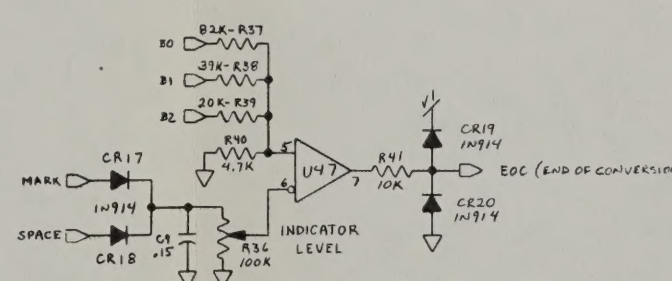 82K-R37
B0
39K-R38
B1
20K-R39
B2
R40
4.7K
5
U47
7
6
R41
10K
V1
CR19
1N914
EOC (END OF CONVERSION
CR20
1N914
CR17
MARK
1N914
SPACE
CR18
C9
.15
R36
100K
INDICATOR
LEVEL